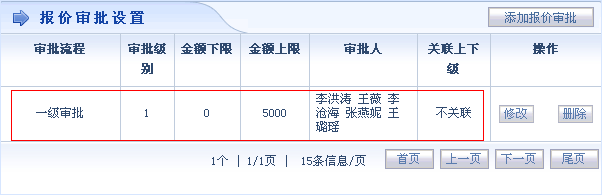 报价审批设置 添加报价审批
审批流程 审批级别 金额下限 金额上限 审批人 关联上下级 操作
一级审批 1 0 5000 李洪涛 王薇 李沧海 张燕妮 王璐瑶 不关联 修改 删除
1个 | 1/1页 | 15条信息/页 首页 上一页 下一页 尾页